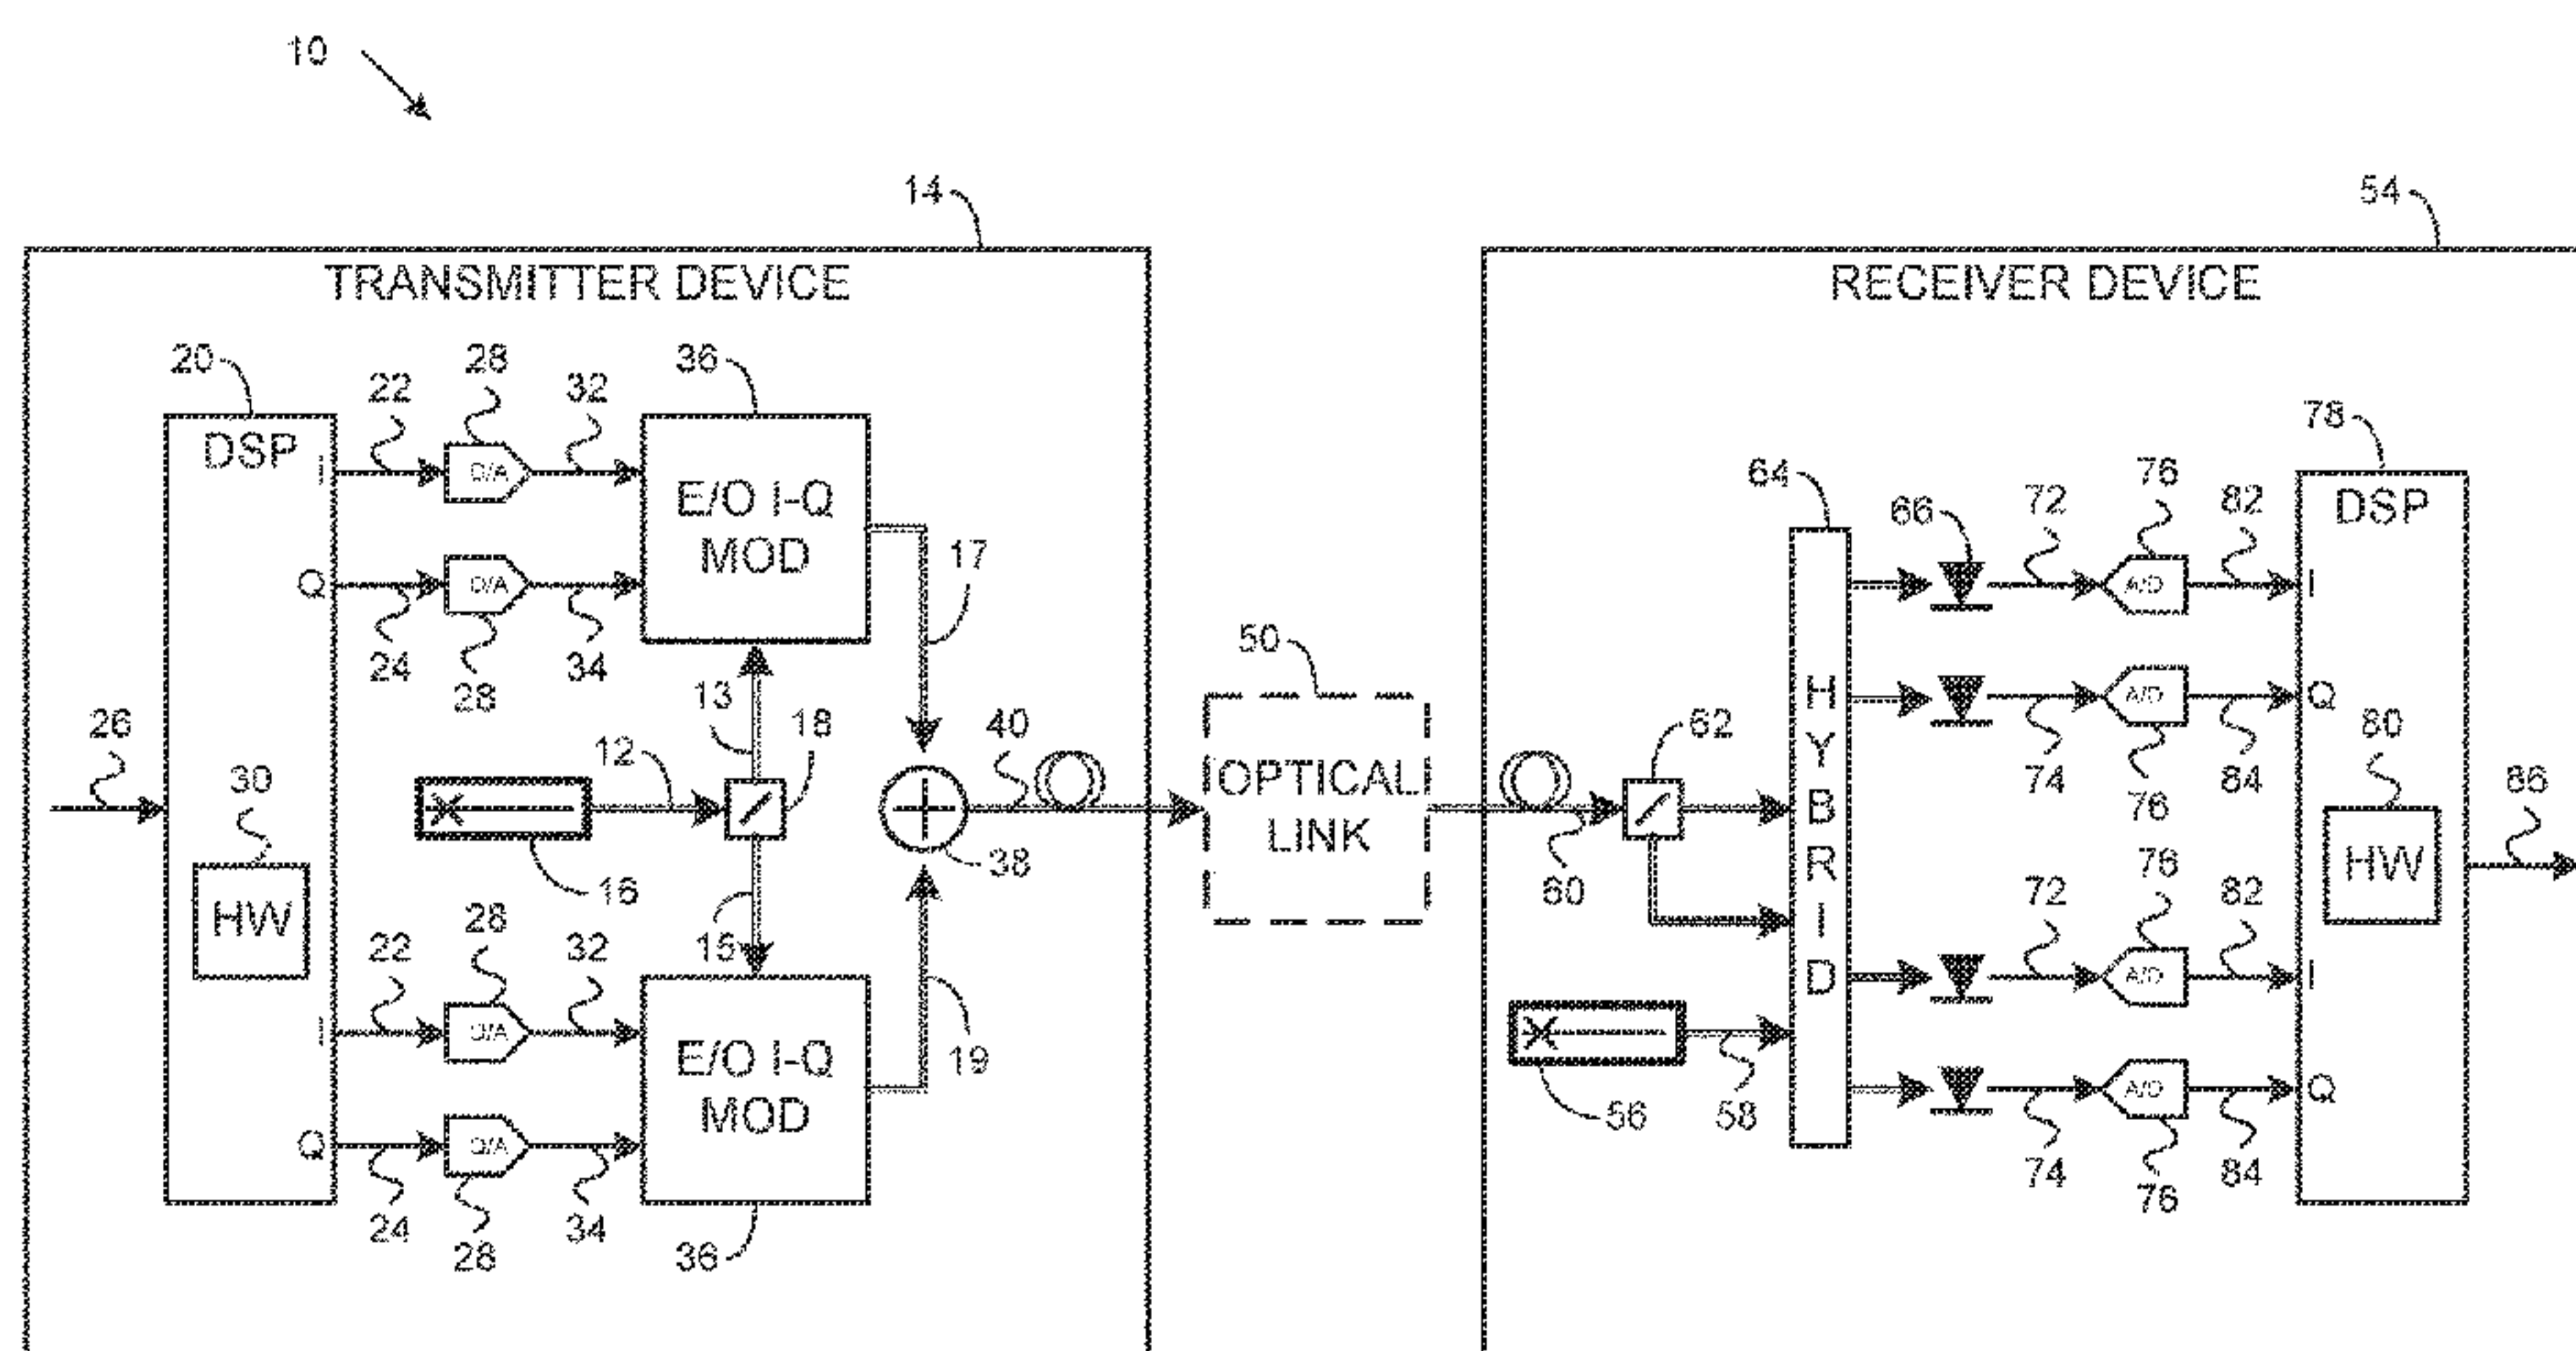 10
14
54
TRANSMITTER DEVICE
RECEIVER DEVICE
20
22
28
32
36
DSP
I
D/A
E/O I-Q
MOD
Q
D/A
24
28
34
17
26
30
HW
12
13
18
16
15
40
38
22
28
32
I
D/A
E/O I-Q
MOD
19
Q
D/A
24
28
34
36
50
OPTICAL
LINK
60
62
64
HYBRID
56
58
66
72
76
82
78
DSP
A/D
I
74
A/D
76
84
Q
80
HW
86
72
76
82
A/D
I
A/D
Q
74
76
84